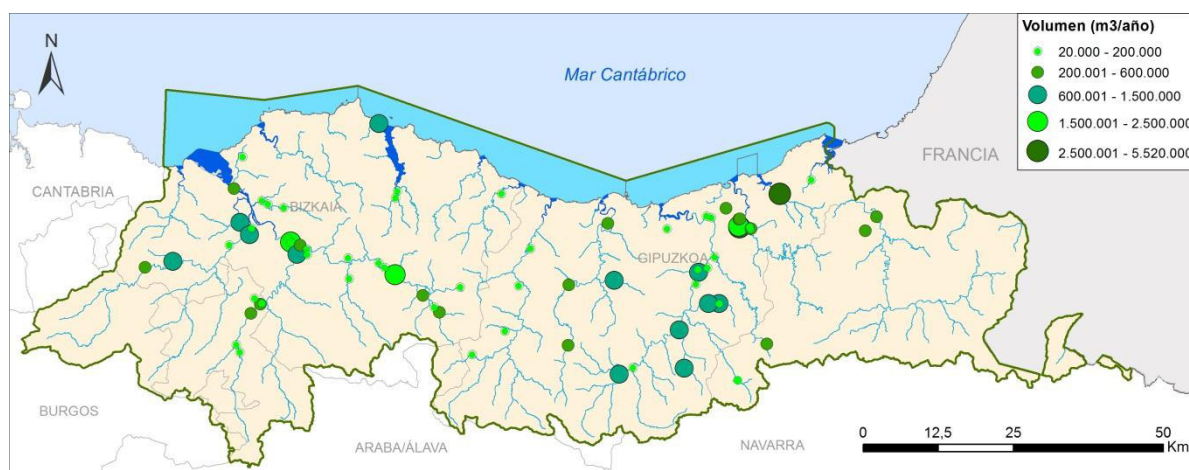 N
Mar Cantábrico
Volumen (m3/año)
20.000 - 200.000
200.001 - 600.000
600.001 - 1.500.000
1.500.001 - 2.500.000
2.500.001 - 5.520.000
FRANCIA
CANTABRIA
BIZKAIA
GIPUZKOA
BURGOS
ARABA/ÁLAVA
NAVARRA
0 12,5 25 50
Km